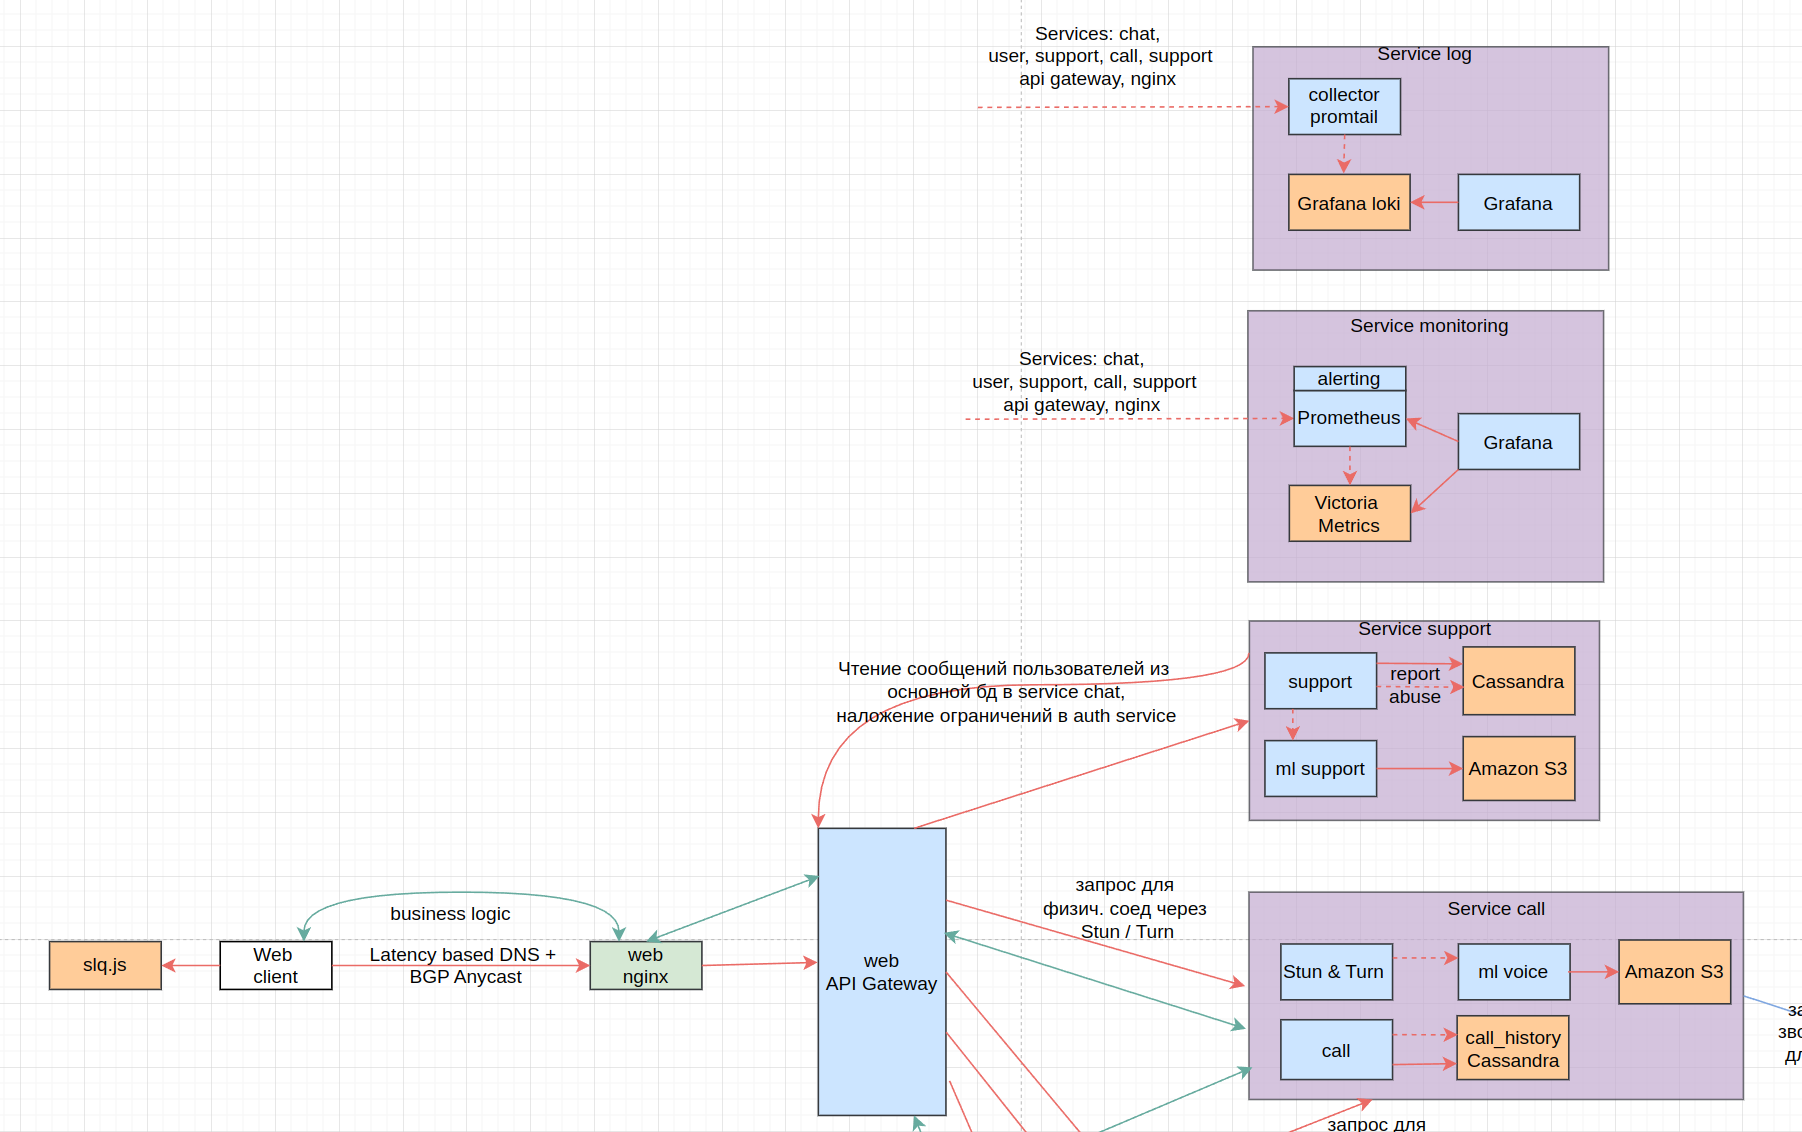 Services: chat,
user, support, call, support
api gateway, nginx
Service log
collector
promtail
Grafana loki
Grafana
Service monitoring
Services: chat,
user, support, call, support
api gateway, nginx
alerting
Prometheus
Grafana
Victoria
Metrics
Service support
Чтение сообщений пользователей из
основной бд в service chat,
наложение ограничений в auth service
support
report
abuse
Cassandra
ml support
Amazon S3
запрос для
физич. соед через
Stun / Turn
Service call
business logic
slq.js
Web
client
Latency based DNS +
BGP Anycast
web
nginx
web
API Gateway
Stun & Turn
ml voice
Amazon S3
call
call_history
Cassandra
запрос для